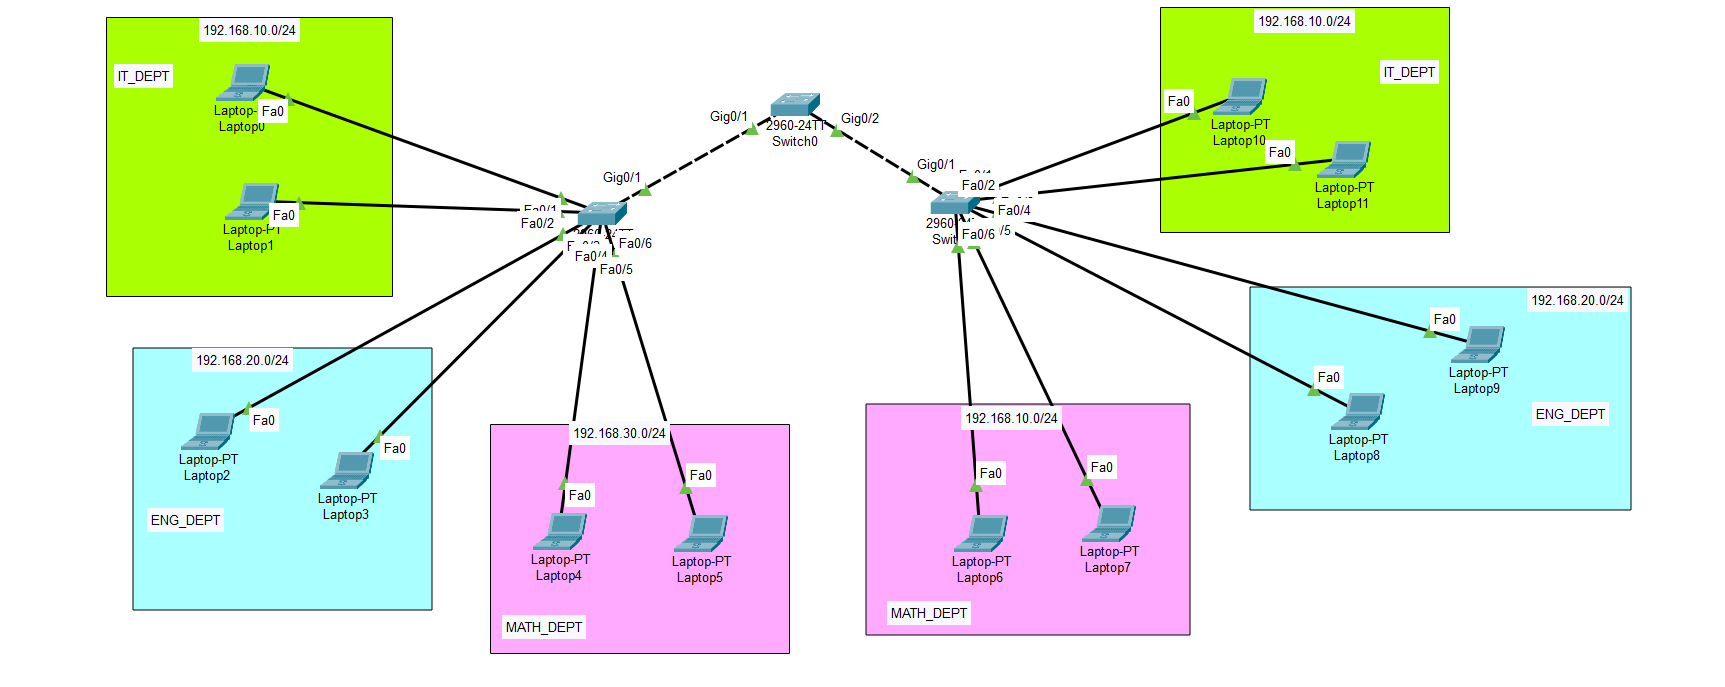 192.168.10.0/24
IT_DEPT
Fa0
Laptop0
Fa0
Laptop-PT
Laptop1
Gig0/1
Gig0/2
2960-24TT
Switch0
Gig0/1
Gig0/1
Fa0/1
Fa0/2
Fa0/4
Fa0/6
Fa0/5
Fa0/2
Fa0/4
Fa0/6
192.168.10.0/24
IT_DEPT
Fa0
Laptop-PT
Laptop10
Fa0
Laptop-PT
Laptop11
192.168.20.0/24
Fa0
Laptop-PT
Laptop2
Fa0
Laptop-PT
Laptop3
ENG_DEPT
192.168.30.0/24
Fa0
Laptop-PT
Laptop4
Fa0
Laptop-PT
Laptop5
MATH_DEPT
192.168.10.0/24
Fa0
Laptop-PT
Laptop6
Fa0
Laptop-PT
Laptop7
MATH_DEPT
192.168.20.0/24
Fa0
Laptop-PT
Laptop9
Fa0
Laptop-PT
Laptop8
ENG_DEPT